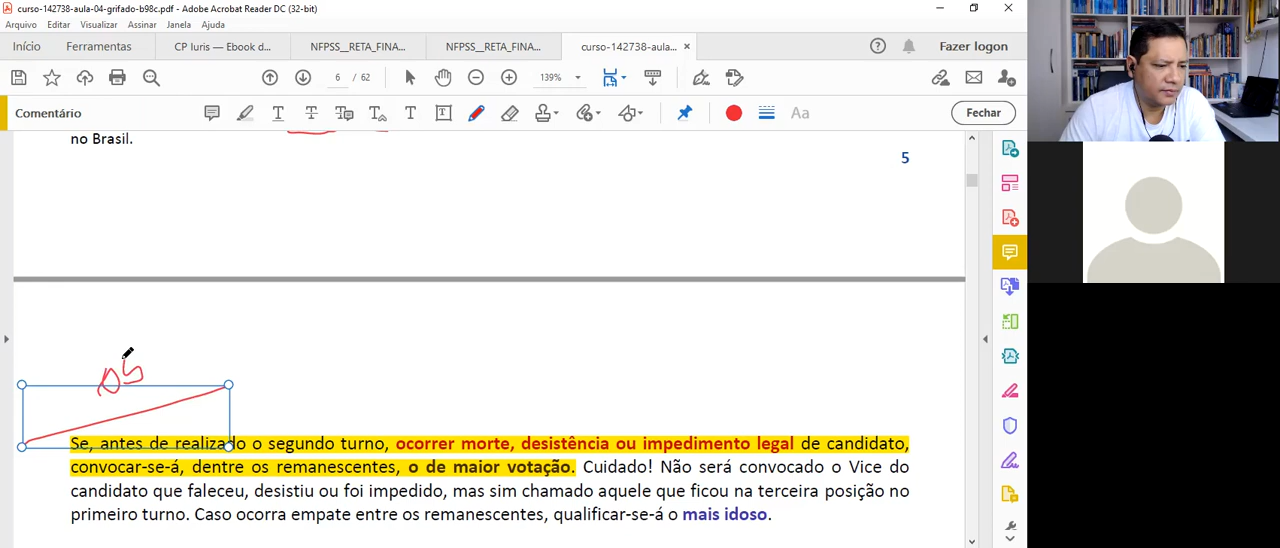 curso-142738-aula-04-grifado-b98c.pdf - Adobe Acrobat Reader DC (32-bit)
Arquivo Editar Visualizar Assinar Janela Ajuda
Início Ferramentas CP Iuris — Ebook d... NFPSS__RETA_FINA... NFPSS__RETA_FINA... curso-142738-aula... × Fazer logon
6 / 62 139%
Comentário Aa Fechar
no Brasil.
5
Se, antes de realizado o segundo turno, ocorrer morte, desistência ou impedimento legal de candidato,
convocar-se-á, dentre os remanescentes, o de maior votação. Cuidado! Não será convocado o Vice do
candidato que faleceu, desistiu ou foi impedido, mas sim chamado aquele que ficou na terceira posição no
primeiro turno. Caso ocorra empate entre os remanescentes, qualificar-se-á o mais idoso.